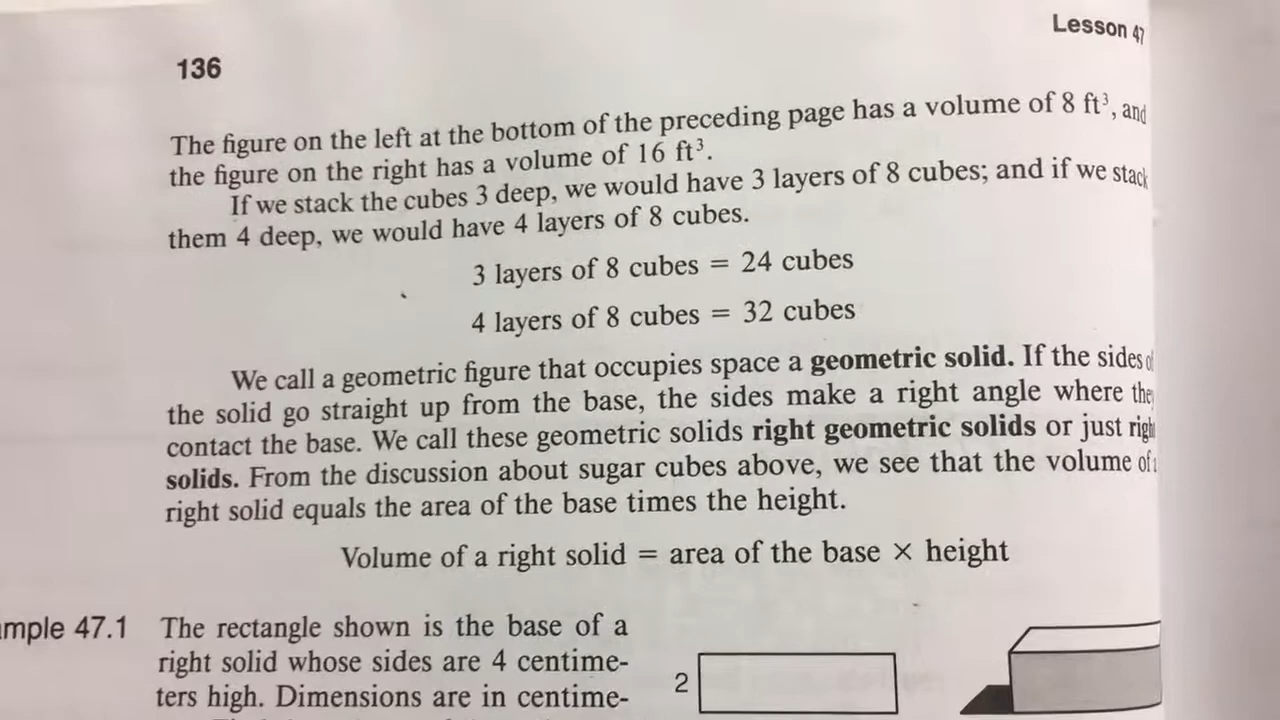 Lesson 47
136
The figure on the left at the bottom of the preceding page has a volume of 8 ft³, and
the figure on the right has a volume of 16 ft³.
If we stack the cubes 3 deep, we would have 3 layers of 8 cubes; and if we stack
them 4 deep, we would have 4 layers of 8 cubes.
3 layers of 8 cubes = 24 cubes
4 layers of 8 cubes = 32 cubes
We call a geometric figure that occupies space a geometric solid. If the sides of
the solid go straight up from the base, the sides make a right angle where they
contact the base. We call these geometric solids right geometric solids or just right
solids. From the discussion about sugar cubes above, we see that the volume of a
right solid equals the area of the base times the height.
Volume of a right solid = area of the base × height
mple 47.1 The rectangle shown is the base of a
right solid whose sides are 4 centime-
ters high. Dimensions are in centime-
2